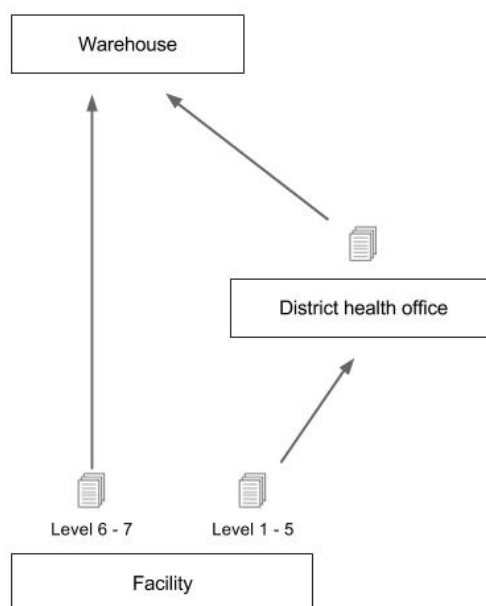 Warehouse
District health office
Level 6 - 7
Level 1 - 5
Facility